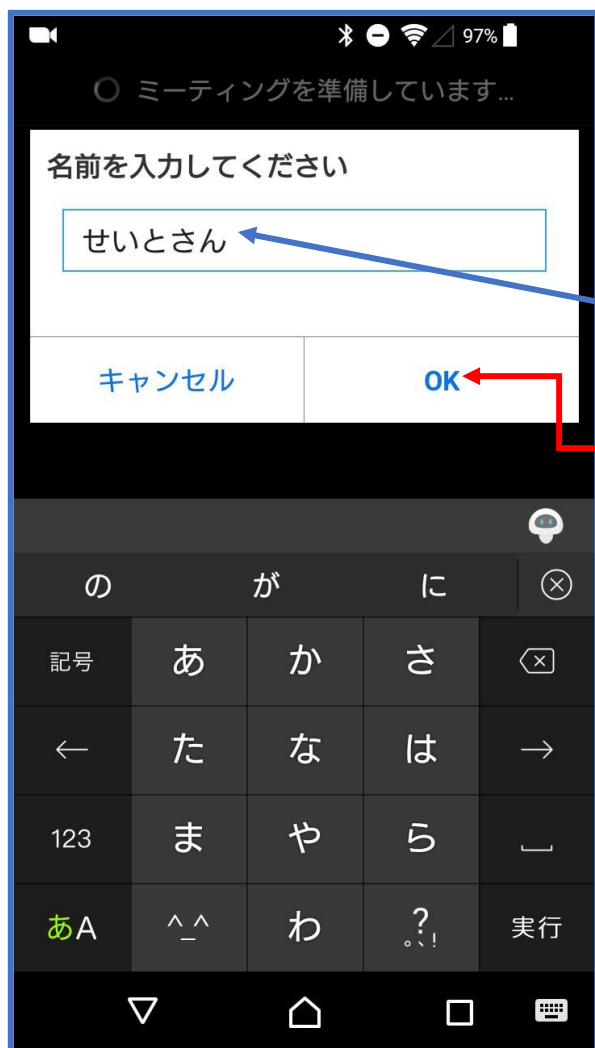 97%
ミーティングを準備しています...
名前を入力してください
せいとさん
キャンセル OK
の が に
記号 あ か さ
← た な は →
123 ま や ら
あA ^_^ わ ?。、! 実行